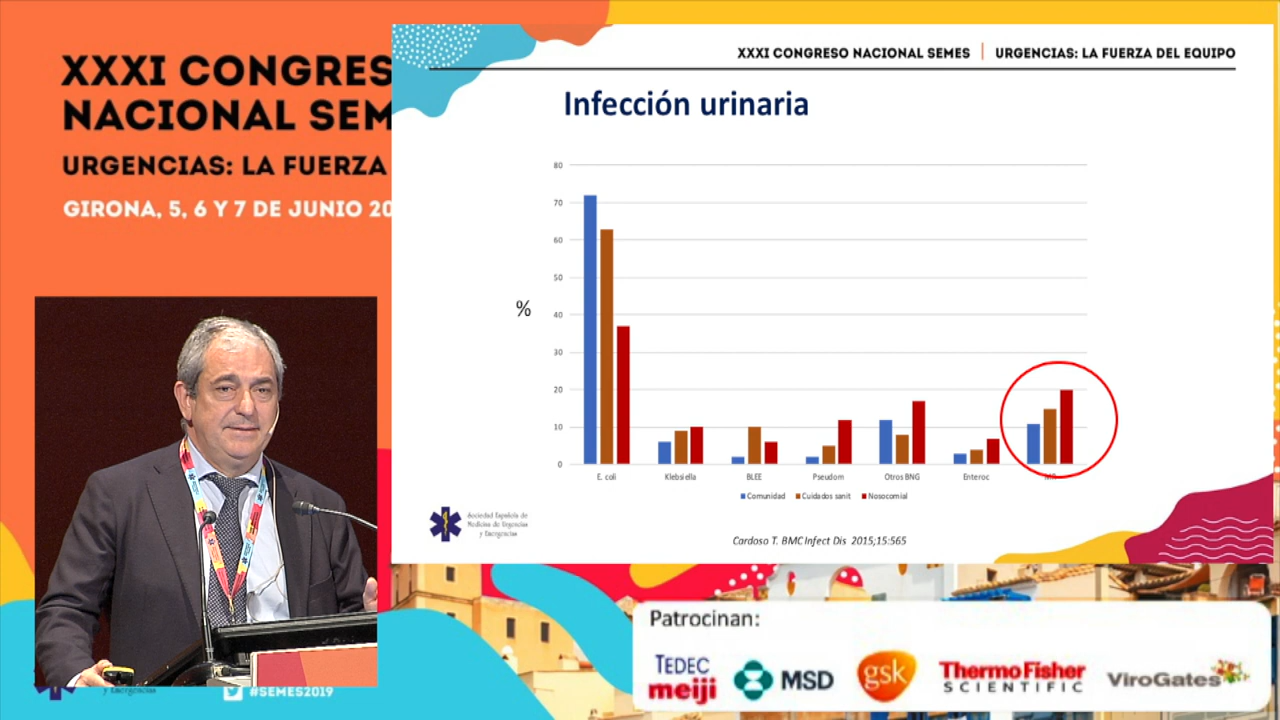 XXXI CONGRES
NACIONAL SEM
URGENCIAS: LA FUERZA
GIRONA, 5, 6 Y 7 DE JUNIO 20
XXXI CONGRESO NACIONAL SEMES | URGENCIAS: LA FUERZA DEL EQUIPO
Infección urinaria
%
80
70
60
50
40
30
20
10
0
E. coli Klebsiella BLEE Pseudom Otros BNG Enteroc
Comunidad Cuidados sanit Nosocomial
Sociedad Española de
Medicina de Urgencias
y Emergencias
Cardoso T. BMC Infect Dis 2015;15:565
y Emergencias
#SEMES2019
Patrocinan:
TEDEC
meiji
MSD
gsk
ThermoFisher
SCIENTIFIC
ViroGates